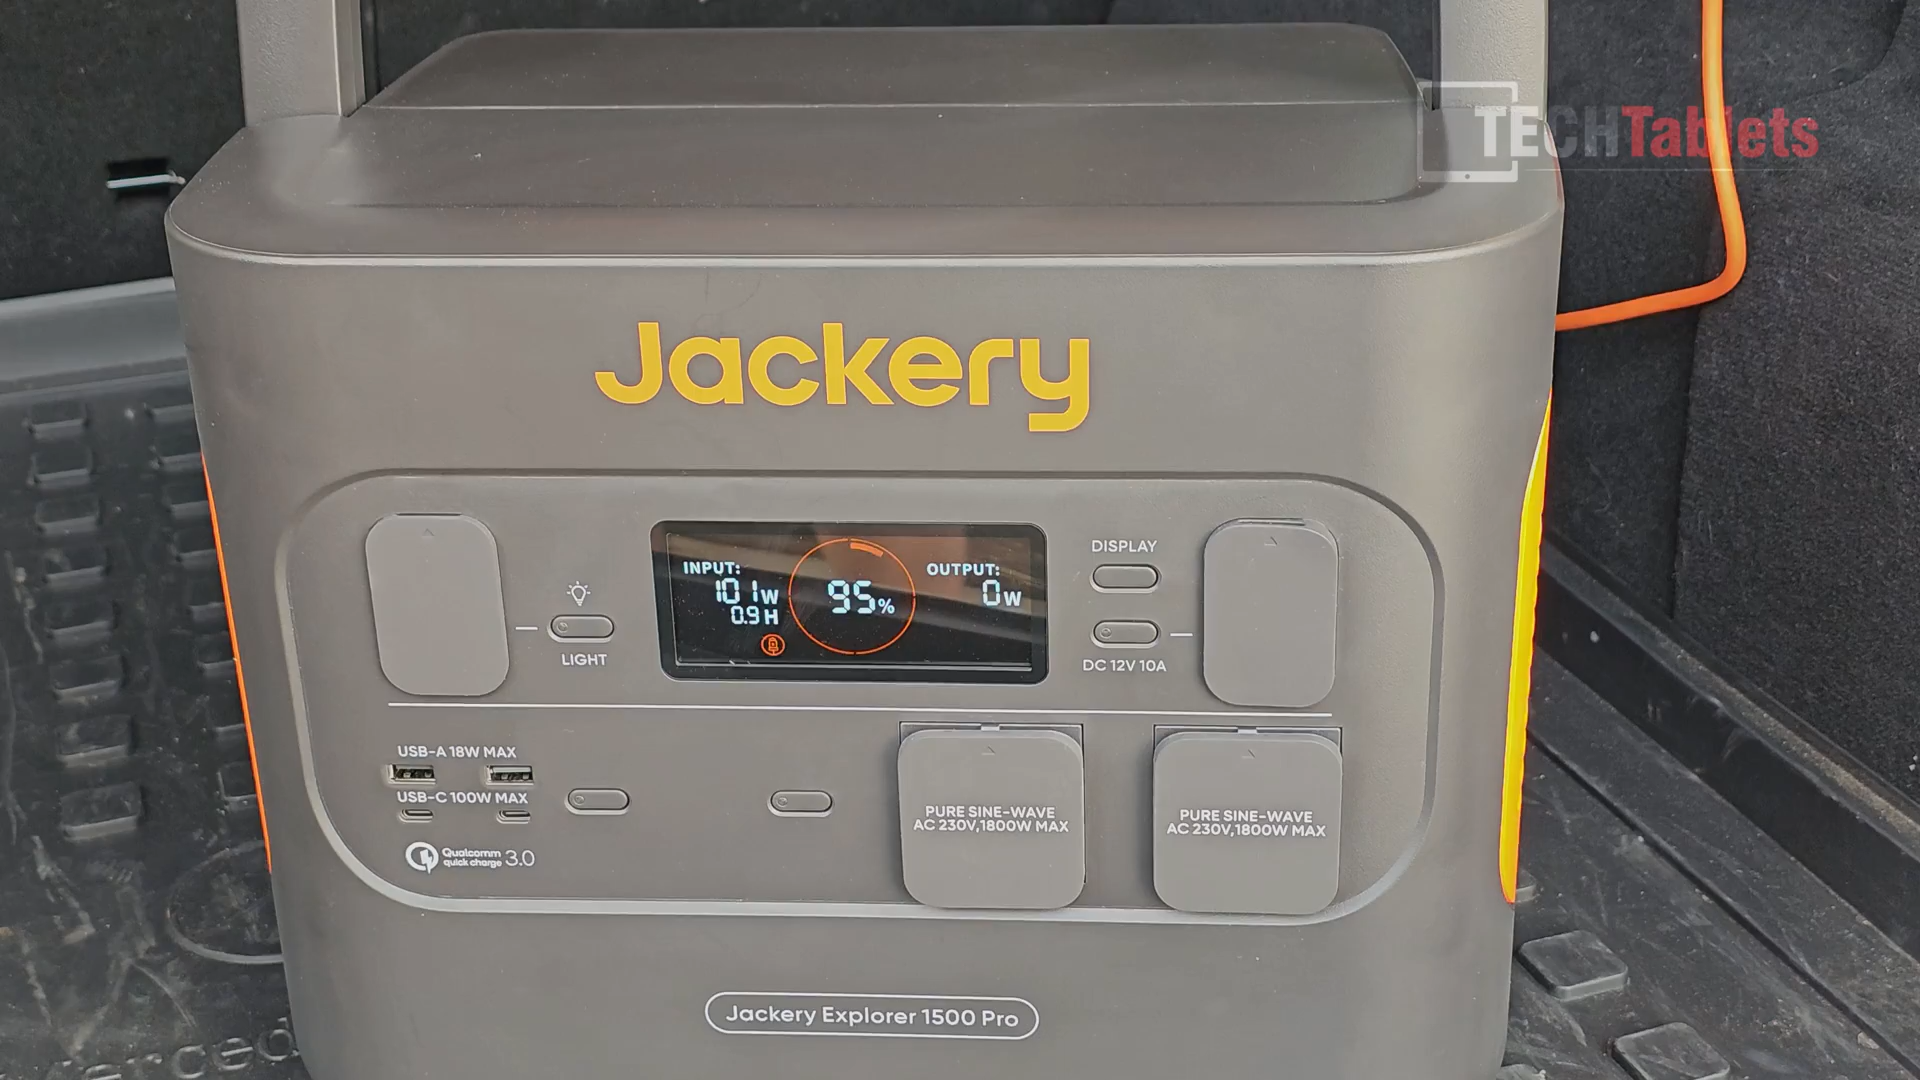 TECHTablets
Jackery
INPUT:
101W
0.9H
95%
OUTPUT:
0W
DISPLAY
DC 12V 10A
LIGHT
USB-A 18W MAX
USB-C 100W MAX
Qualcomm
quick charge 3.0
PURE SINE-WAVE
AC 230V,1800W MAX
PURE SINE-WAVE
AC 230V,1800W MAX
Jackery Explorer 1500 Pro